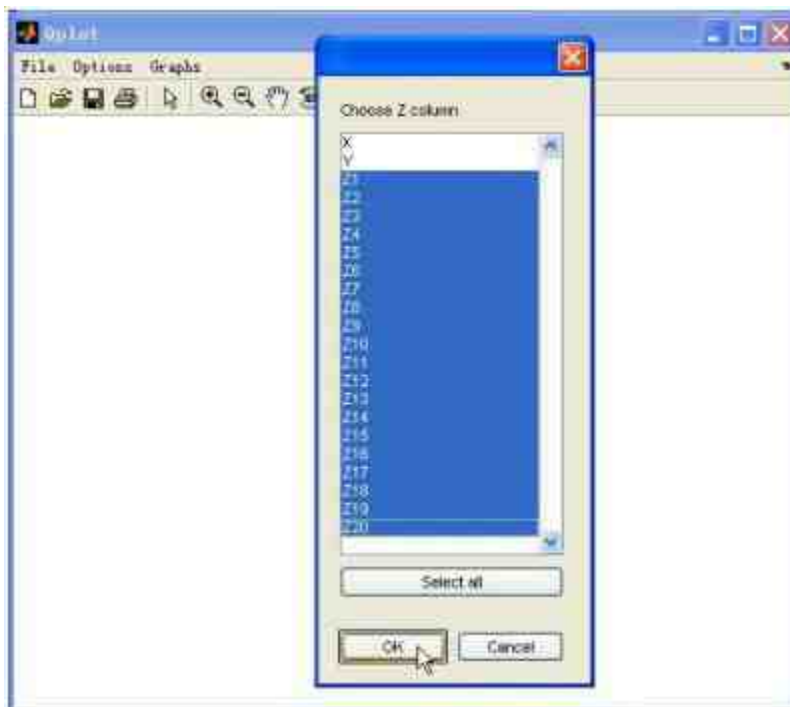 Qplot
File Options Graphs
Choose Z column
X
Y
Z1
Z2
Z3
Z4
Z5
Z6
Z7
Z8
Z9
Z10
Z11
Z12
Z13
Z14
Z15
Z16
Z17
Z18
Z19
Z20
Select all
OK Cancel